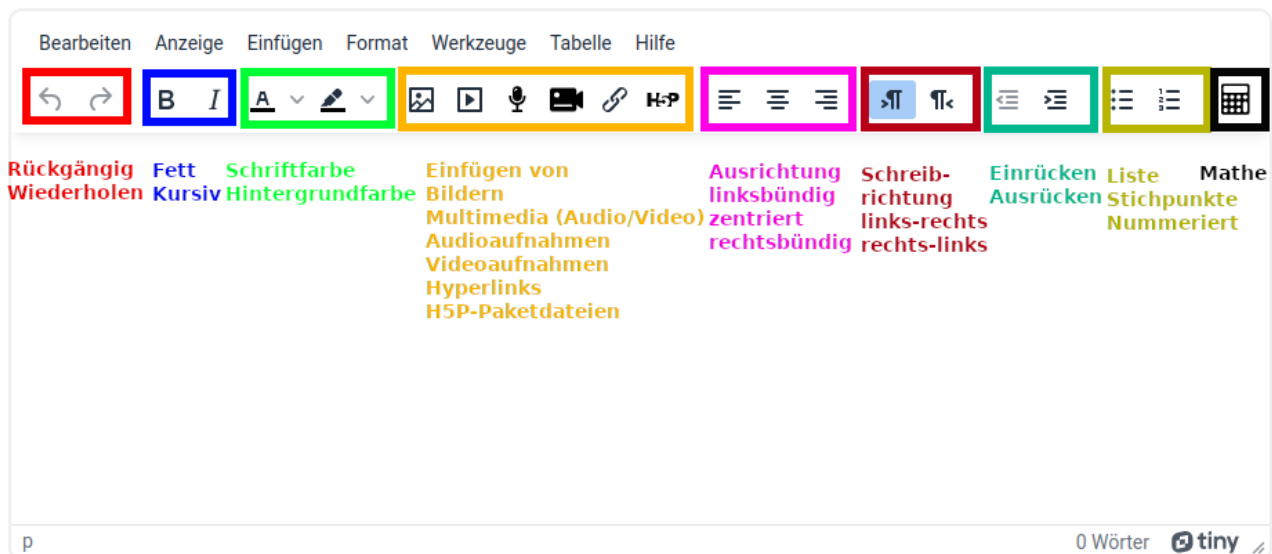 Bearbeiten Anzeige Einfügen Format Werkzeuge Tabelle Hilfe
B I A H5P
Rückgängig
Wiederholen
Fett
Kursiv
Schriftfarbe
Hintergrundfarbe
Einfügen von
Bildern
Multimedia (Audio/Video)
Audioaufnahmen
Videoaufnahmen
Hyperlinks
H5P-Paketdateien
Ausrichtung
linksbündig
zentriert
rechtsbündig
Schreib-
richtung
links-rechts
rechts-links
Einrücken
Ausrücken
Liste
Stichpunkte
Nummeriert
Mathe
p 0 Wörter tiny